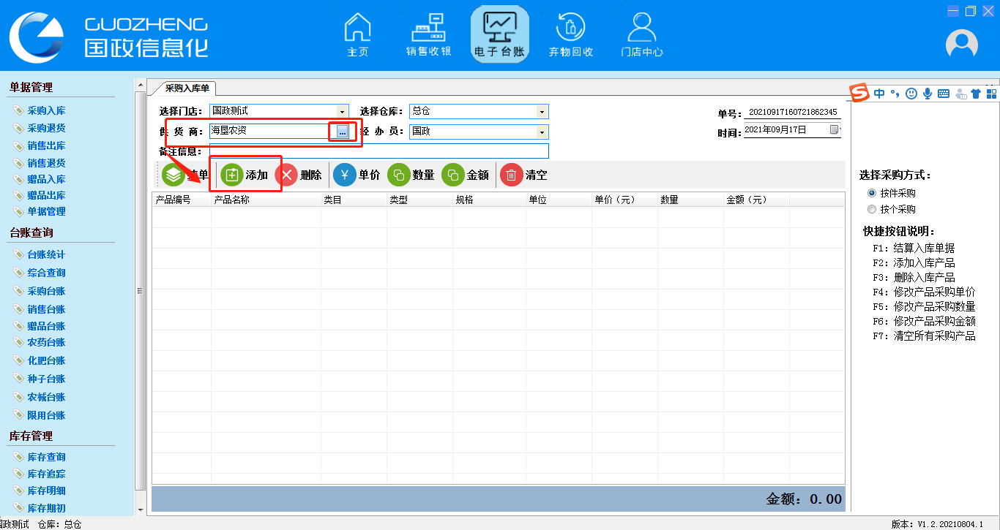 GUOZHENG
国政信息化
主页
销售收银
电子台账
弃物回收
门店中心
单据管理
采购入库
采购退货
销售出库
销售退货
赠品入库
赠品出库
单据管理
台账查询
台账统计
综合查询
采购台账
销售台账
赠品台账
农药台账
化肥台账
种子台账
农械台账
限用台账
库存管理
库存查询
库存追踪
库存明细
库存期初
采购入库单
选择门店： 国政测试 选择仓库： 总仓
单号： 20210917160721862345
供 货 商： 海垦农资 ... 经 办 员： 国政
时间： 2021年09月17日
备注信息：
单 添加 删除 ¥ 单价 数量 金额 清空
产品编号 产品名称 类目 类型 规格 单位 单价（元） 数量 金额（元）
金额： 0.00
S 中
选择采购方式：
按件采购
按个采购
快捷按钮说明：
F1：结算入库单据
F2：添加入库产品
F3：删除入库产品
F4：修改产品采购单价
F5：修改产品采购数量
F6：修改产品采购金额
F7：清空所有采购产品
国政测试 仓库：总仓
版本：V1.2.20210804.1